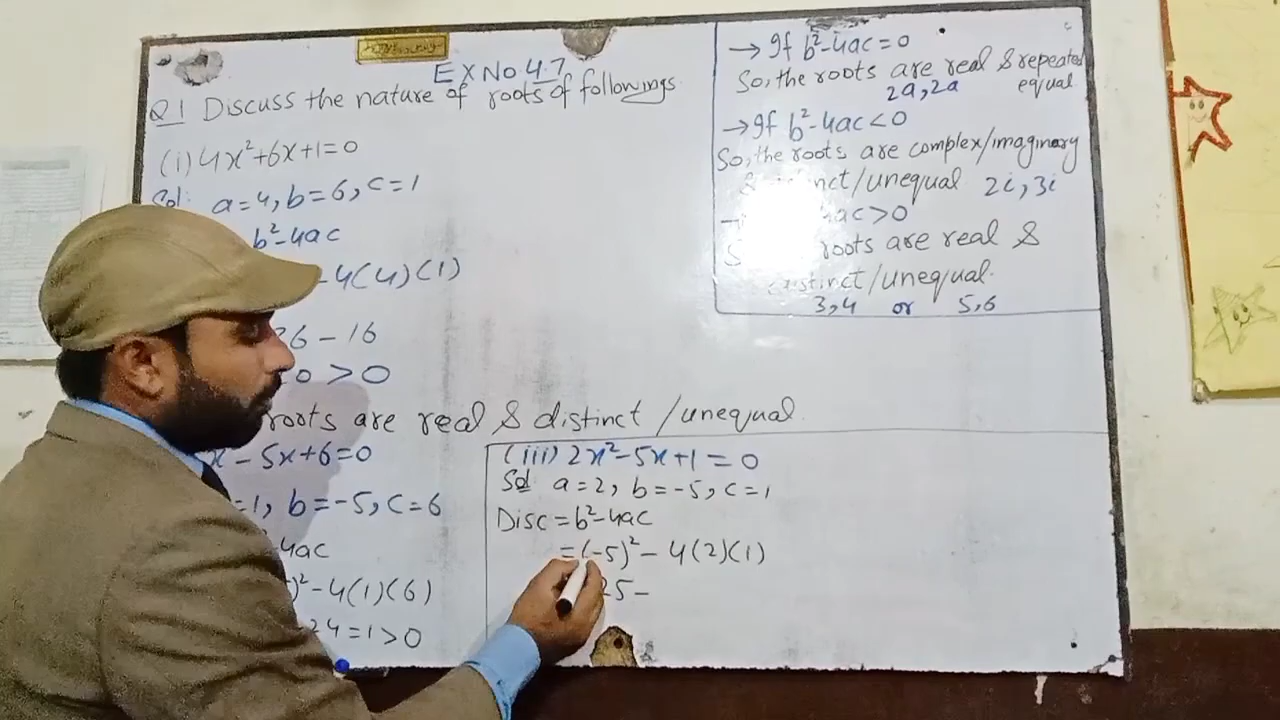 EX No 4.7
Q.1 Discuss the nature of roots of followings.
(i) 4x²+6x+1=0
Sol: a=4, b=6, c=1
b²-4ac
- 4(4)(1)
36 - 16
20 > 0
roots are real & distinct /unequal.
x - 5x+6=0
=1, b=-5, c=6
4ac
)² - 4(1)(6)
- 24 = 1 > 0
(iii) 2x²-5x+1=0
Sol a=2, b=-5, c=1
Disc = b²-4ac
= (-5)² - 4(2)(1)
25 -
→ If b²-4ac=0
So, the roots are real & repeated
equal
2a, 2a
→ If b²-4ac<0
So, the roots are complex/imaginary
& distinct/unequal 2i, 3i
4ac>0
S roots are real &
distinct/unequal.
3,4 or 5,6